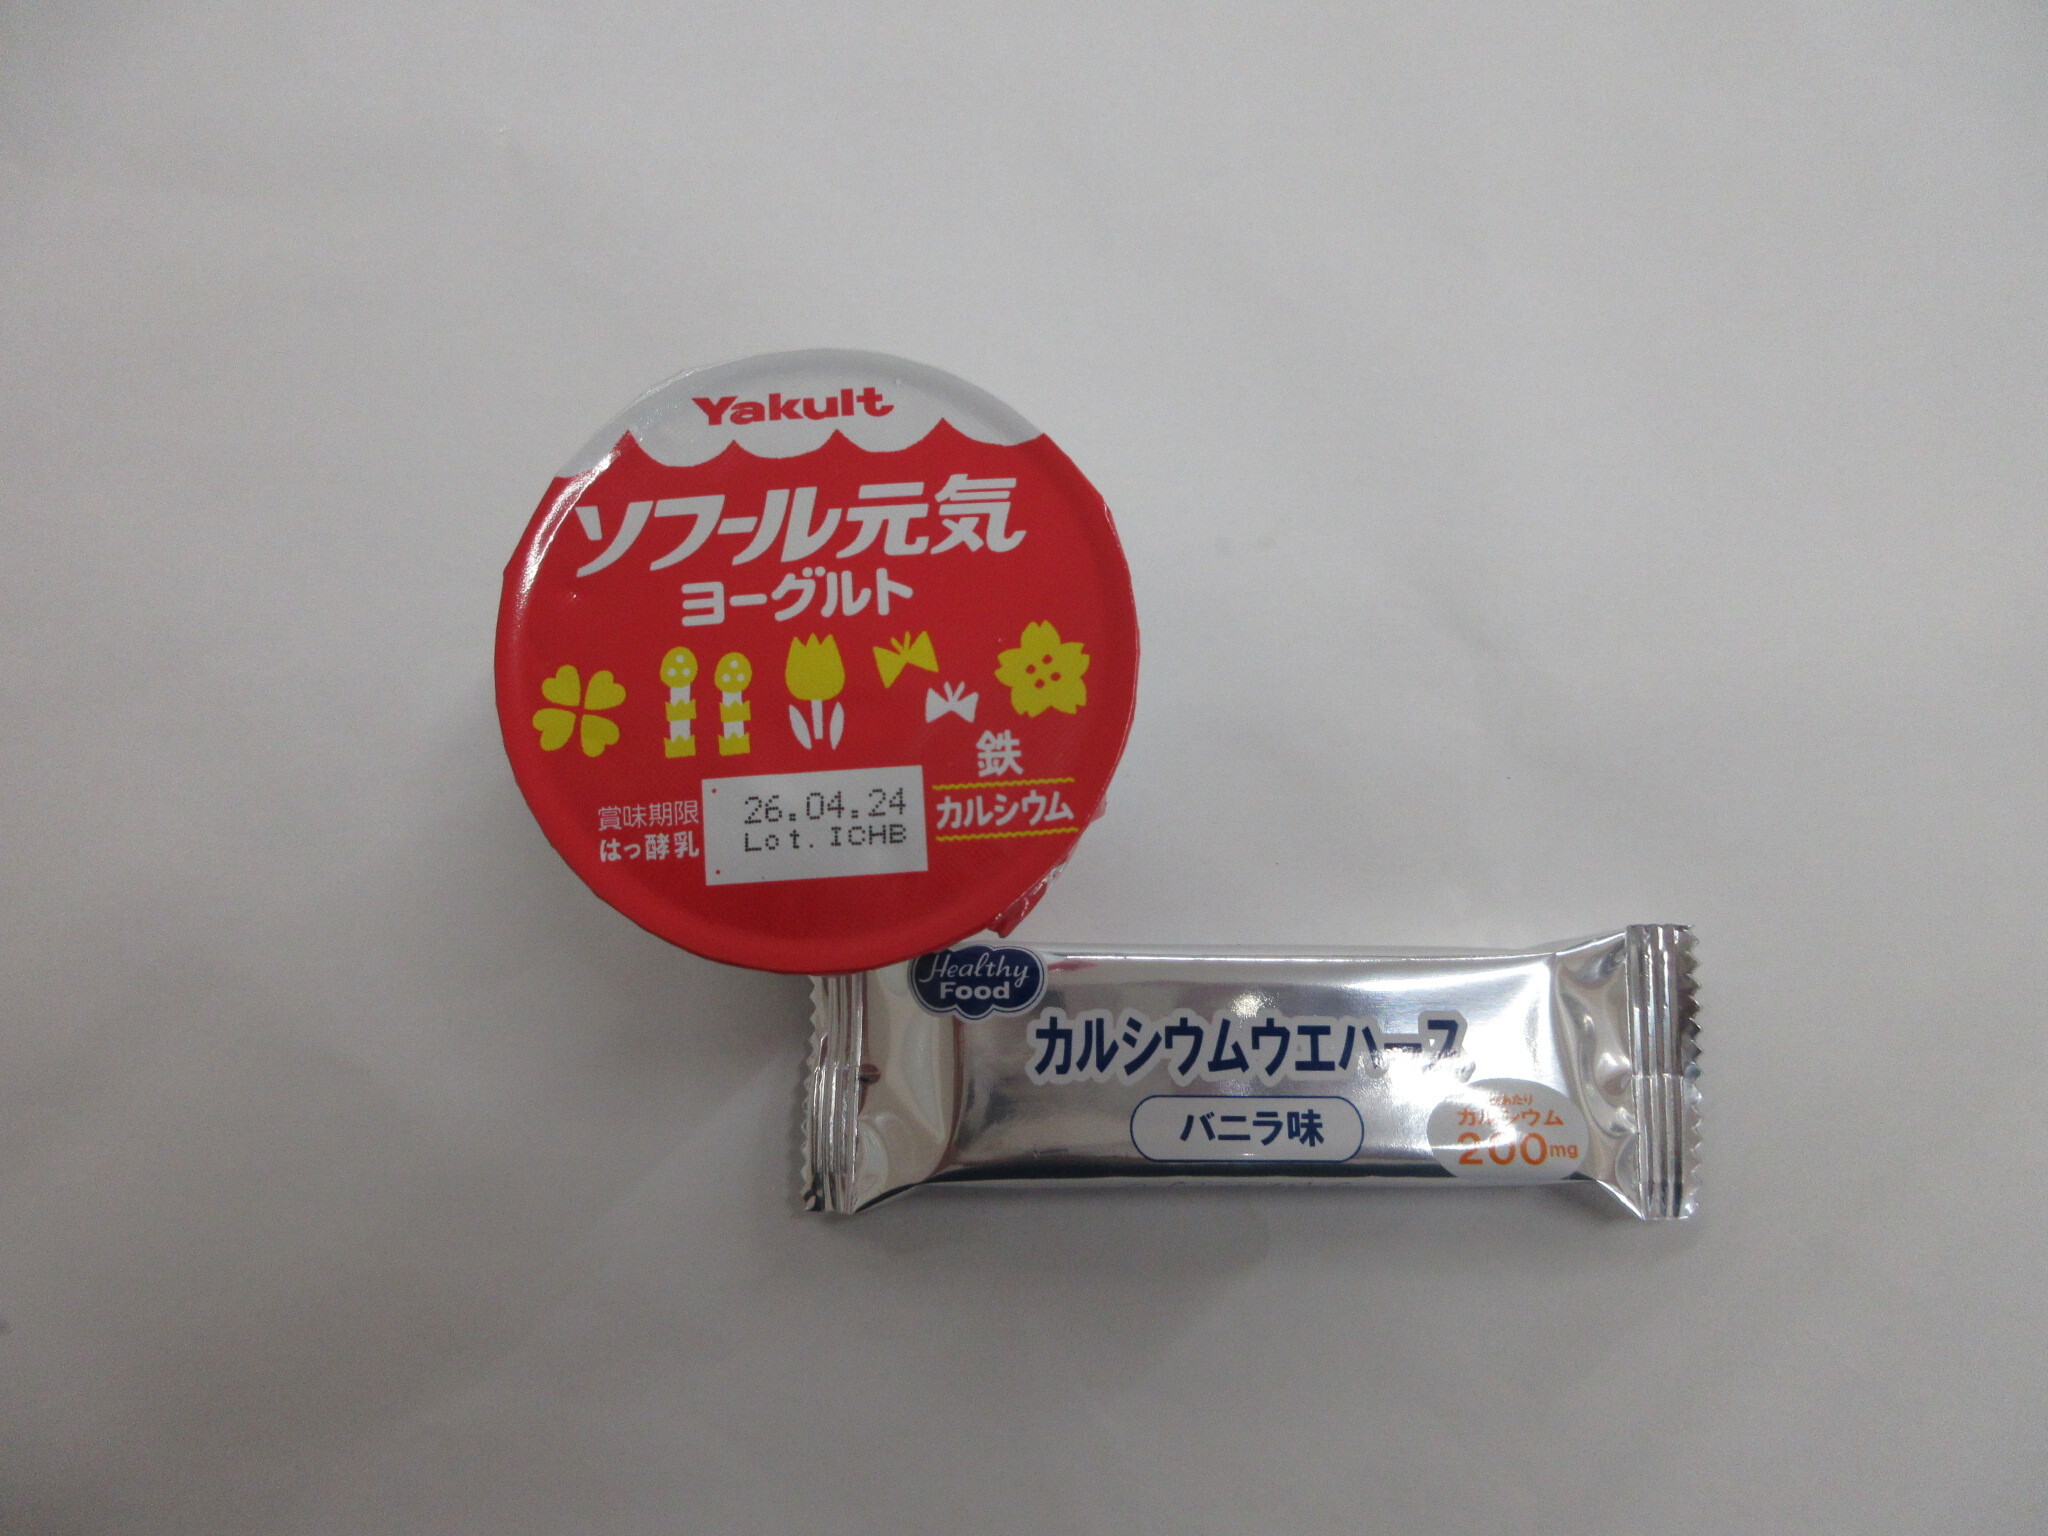 Yakult
ソフール元気
ヨーグルト
鉄
カルシウム
賞味期限
はっ酵乳
26.04.24
Lot.ICHB
Healthy
Food
カルシウムウエハース
バニラ味
カルシウム
200mg